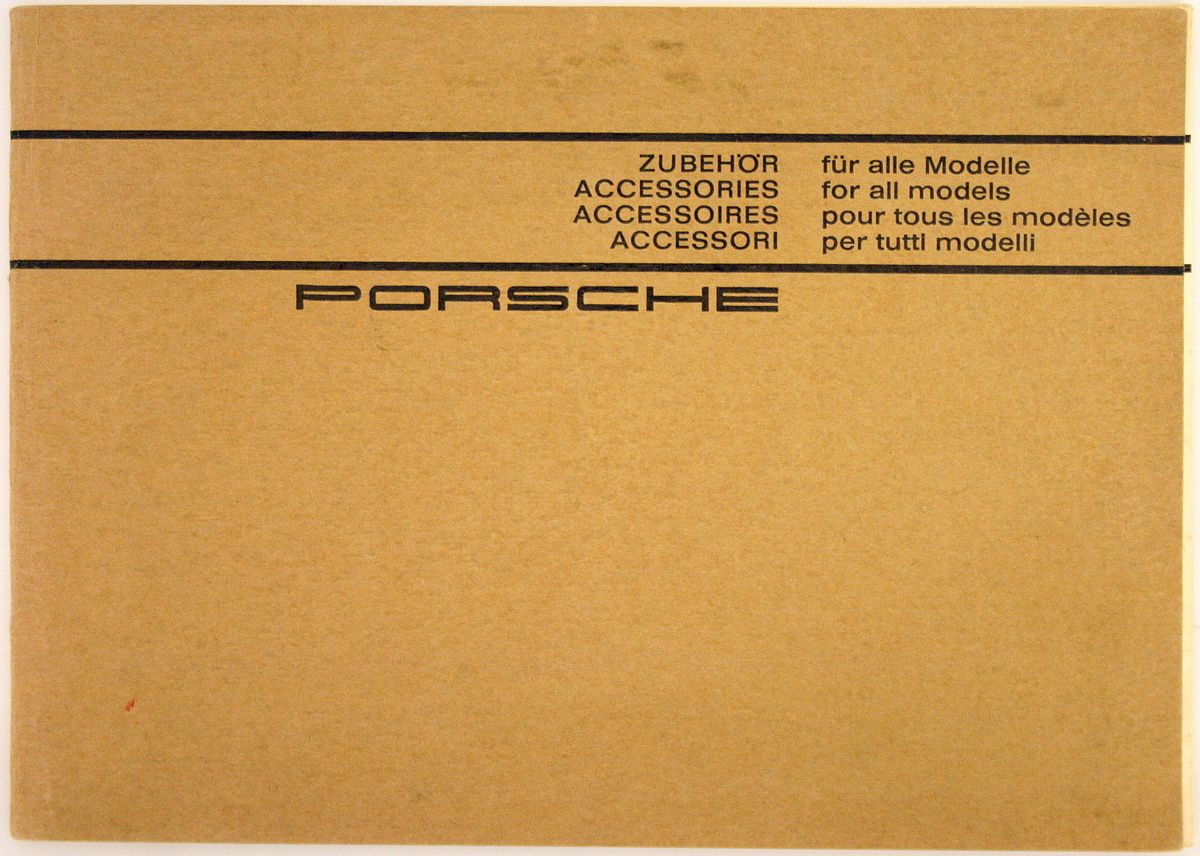 ZUBEHÖR für alle Modelle
ACCESSORIES for all models
ACCESSOIRES pour tous les modèles
ACCESSORI per tutti modelli
PORSCHE